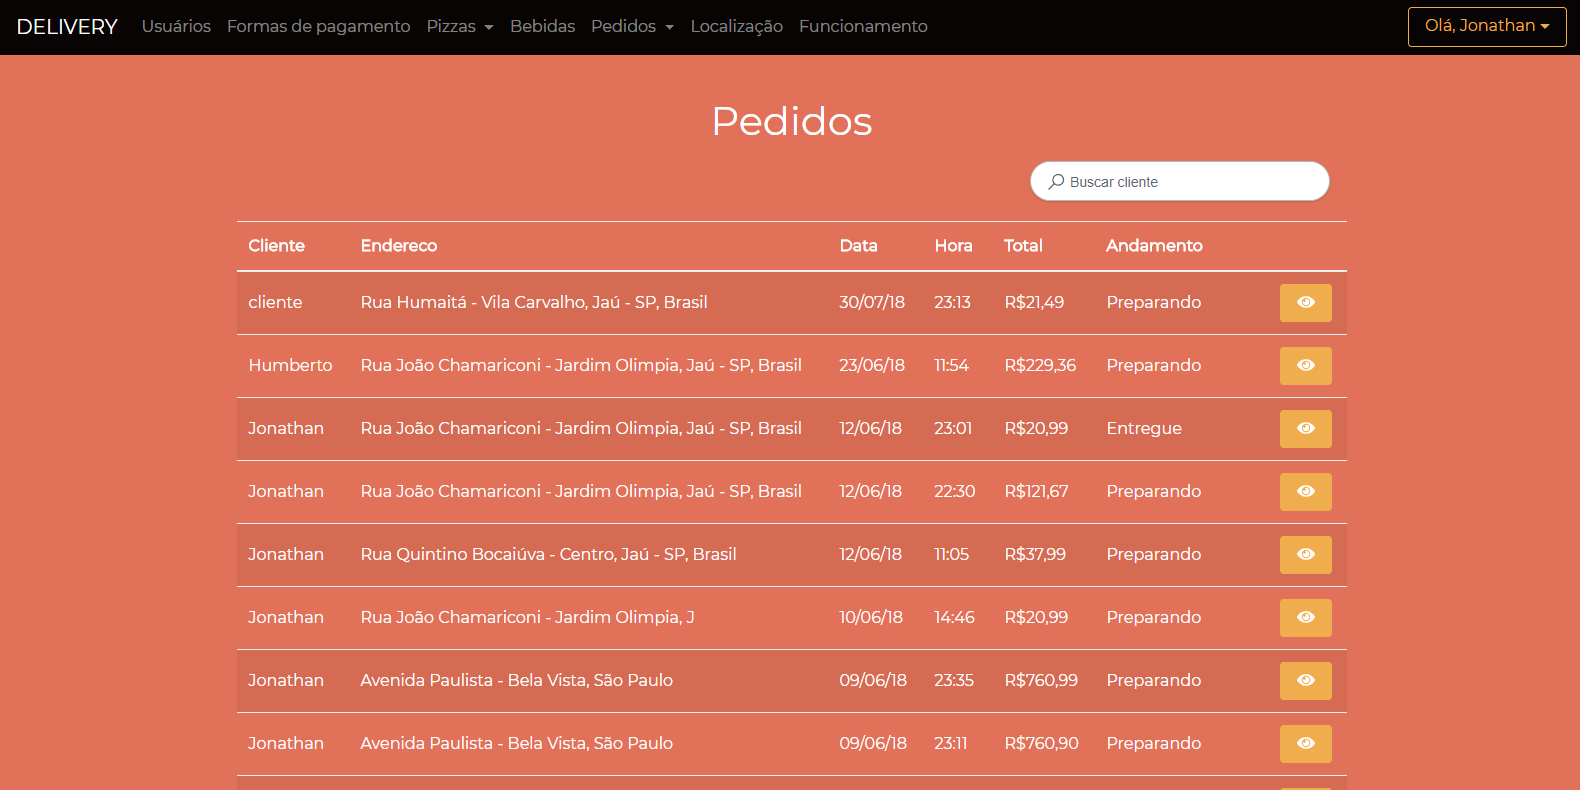 DELIVERY Usuários Formas de pagamento Pizzas Bebidas Pedidos Localização Funcionamento Olá, Jonathan
Pedidos
Buscar cliente
Cliente Endereco Data Hora Total Andamento
cliente Rua Humaitá - Vila Carvalho, Jaú - SP, Brasil 30/07/18 23:13 R$21,49 Preparando
Humberto Rua João Chamariconi - Jardim Olimpia, Jaú - SP, Brasil 23/06/18 11:54 R$229,36 Preparando
Jonathan Rua João Chamariconi - Jardim Olimpia, Jaú - SP, Brasil 12/06/18 23:01 R$20,99 Entregue
Jonathan Rua João Chamariconi - Jardim Olimpia, Jaú - SP, Brasil 12/06/18 22:30 R$121,67 Preparando
Jonathan Rua Quintino Bocaiúva - Centro, Jaú - SP, Brasil 12/06/18 11:05 R$37,99 Preparando
Jonathan Rua João Chamariconi - Jardim Olimpia, J 10/06/18 14:46 R$20,99 Preparando
Jonathan Avenida Paulista - Bela Vista, São Paulo 09/06/18 23:35 R$760,99 Preparando
Jonathan Avenida Paulista - Bela Vista, São Paulo 09/06/18 23:11 R$760,90 Preparando